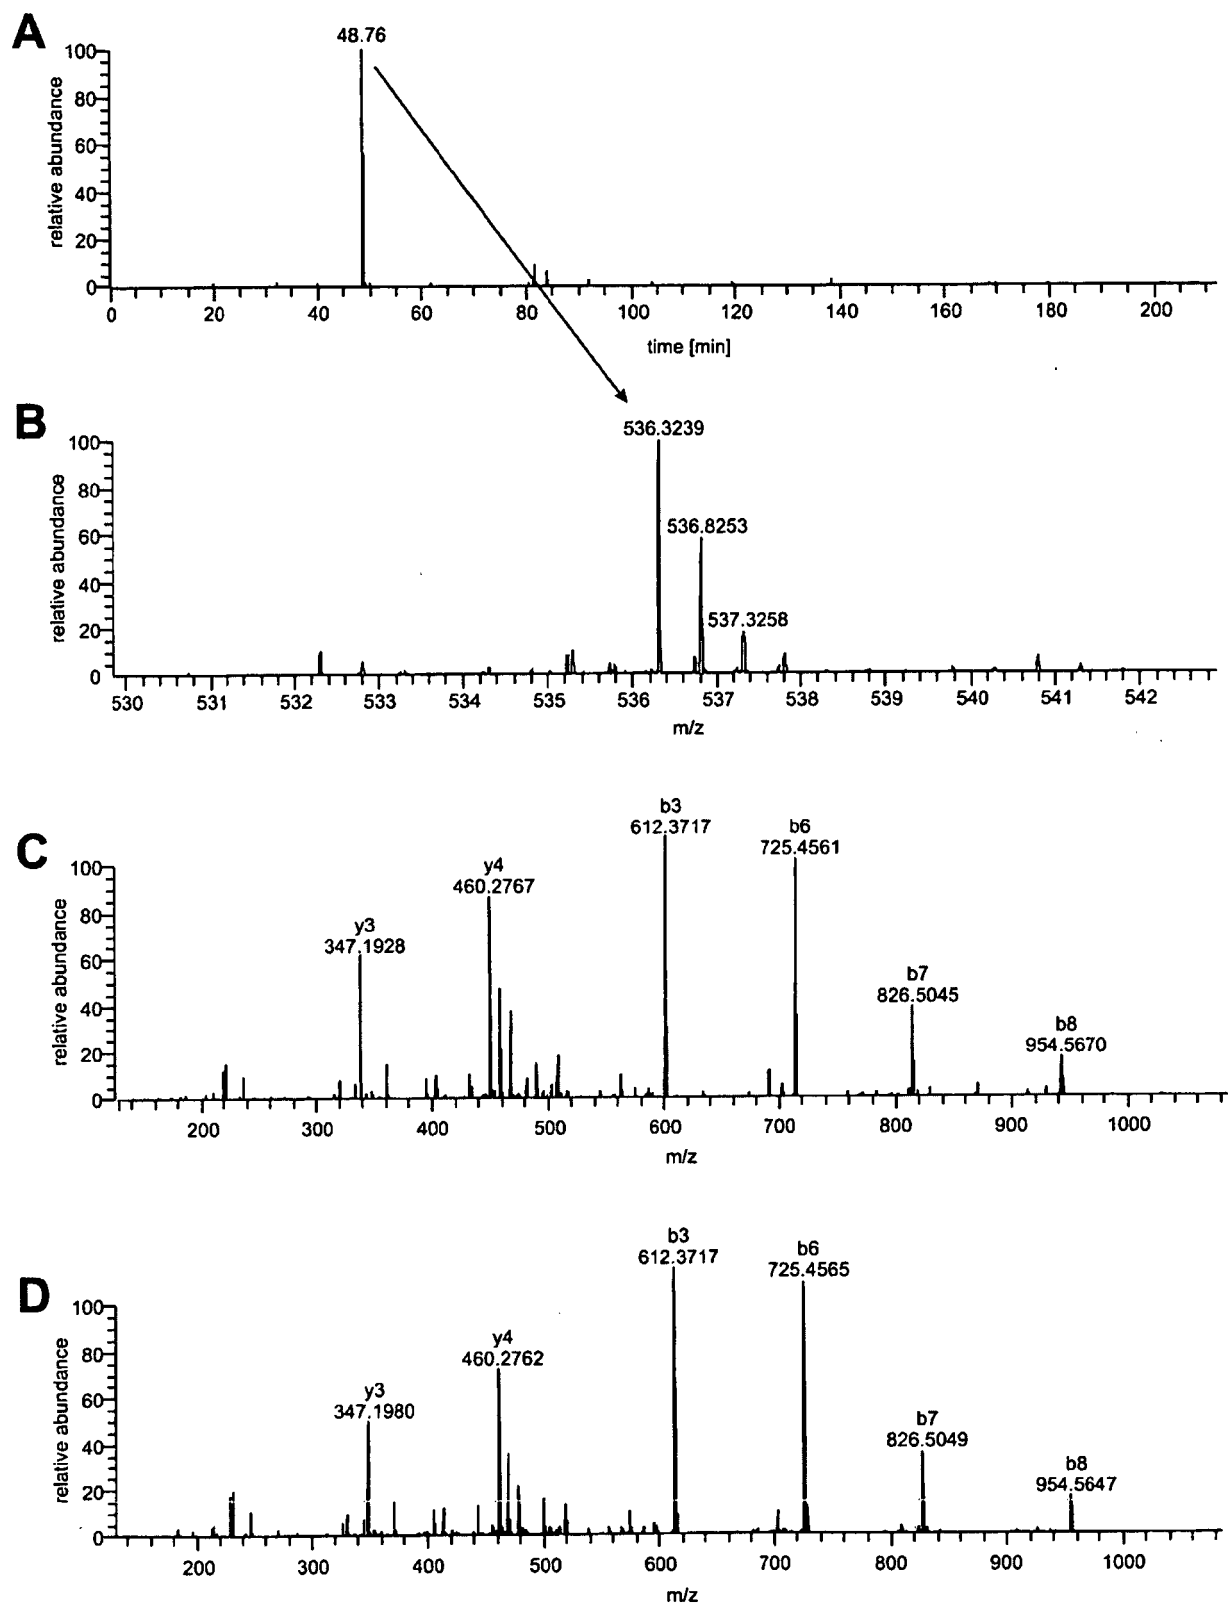 A
48.76
100
80
60
40
20
0
relative abundance
0 20 40 60 80 100 120 140 160 180 200
time [min]
B
536.3239
536.8253
537.3258
100
80
60
40
20
0
relative abundance
530 531 532 533 534 535 536 537 538 539 540 541 542
m/z
C
b3
612.3717
b6
725.4561
y4
460.2767
y3
347.1928
b7
826.5045
b8
954.5670
100
80
60
40
20
0
relative abundance
200 300 400 500 600 700 800 900 1000
m/z
D
b3
612.3717
b6
725.4565
y4
460.2762
y3
347.1980
b7
826.5049
b8
954.5647
100
80
60
40
20
0
relative abundance
200 300 400 500 600 700 800 900 1000
m/z